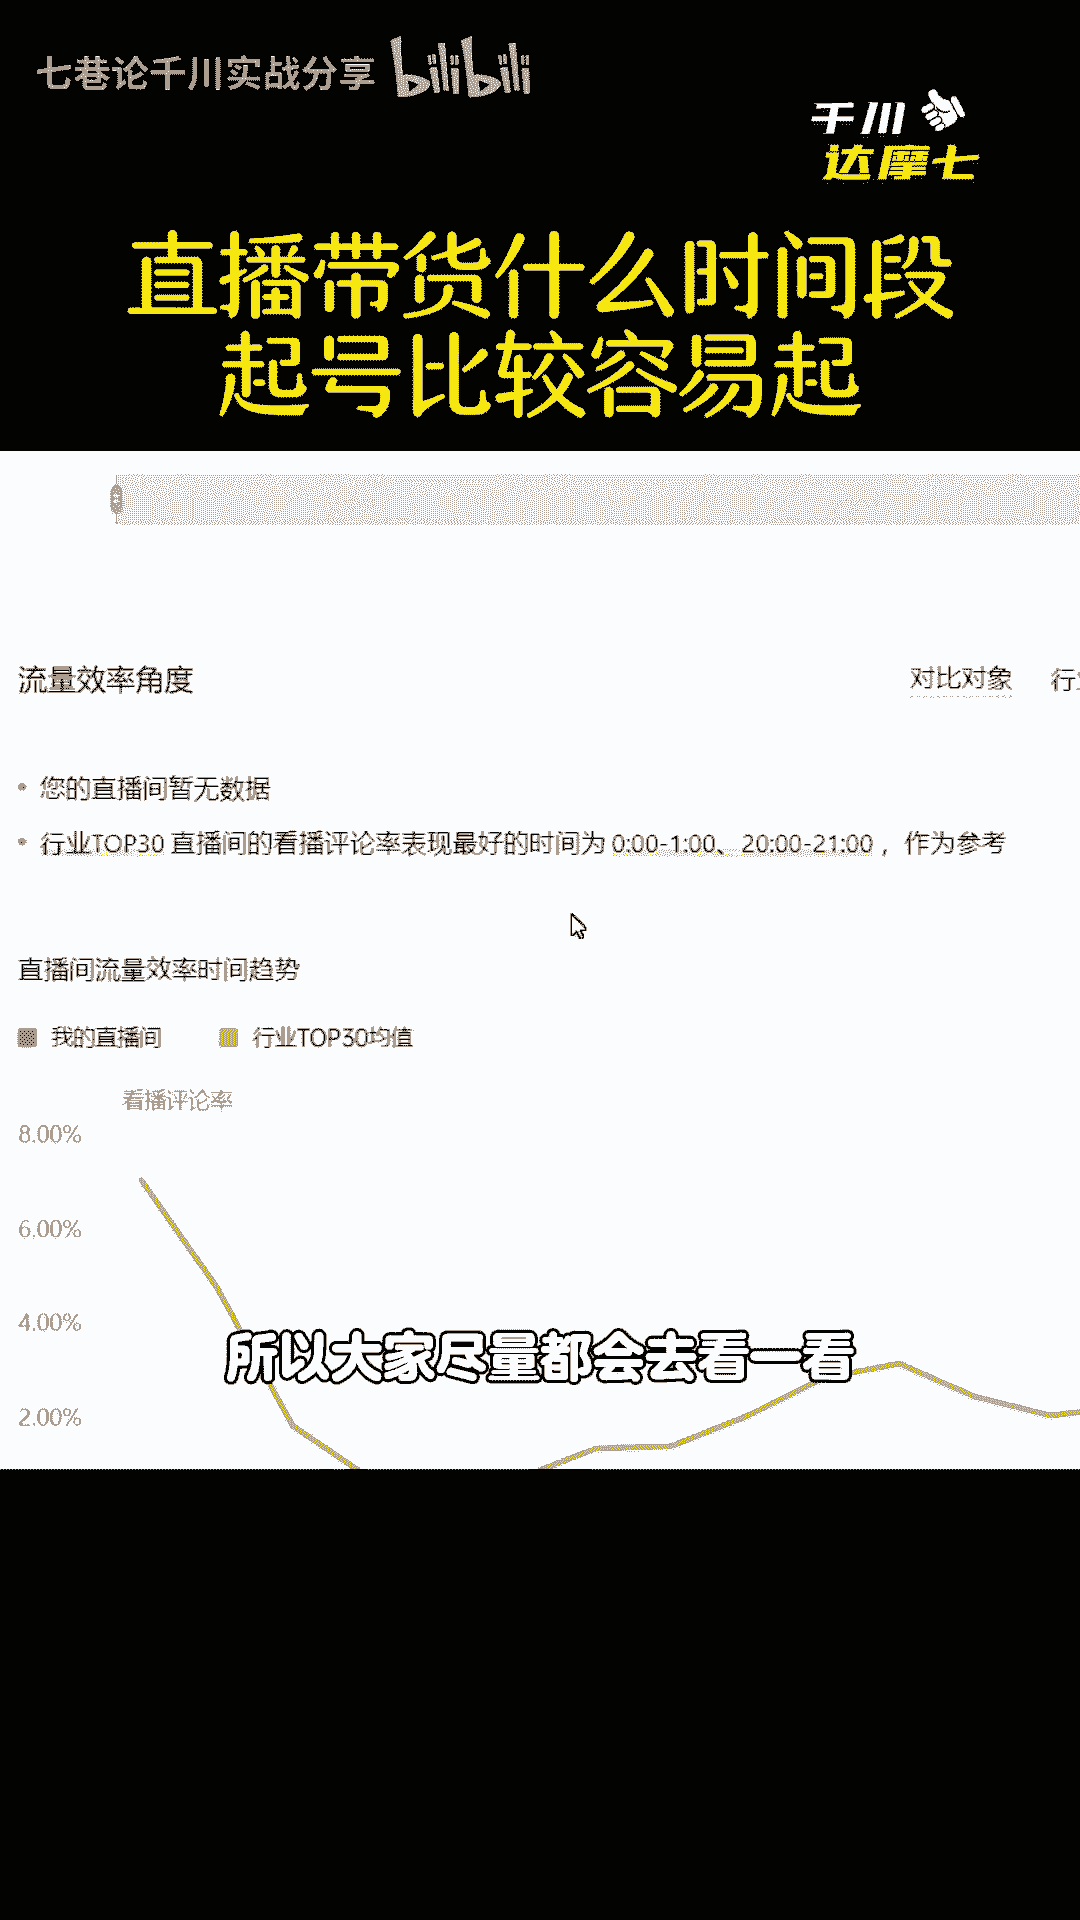 七巷论千川实战分享 bilibili
千川
达摩七
直播带货什么时间段
起号比较容易起
流量效率角度
对比对象 行业
• 您的直播间暂无数据
• 行业TOP30 直播间的看播评论率表现最好的时间为 0:00-1:00、20:00-21:00 ，作为参考
直播间流量效率时间趋势
我的直播间 行业TOP30均值
看播评论率
8.00%
6.00%
4.00%
所以大家尽量都会去看一看
2.00%